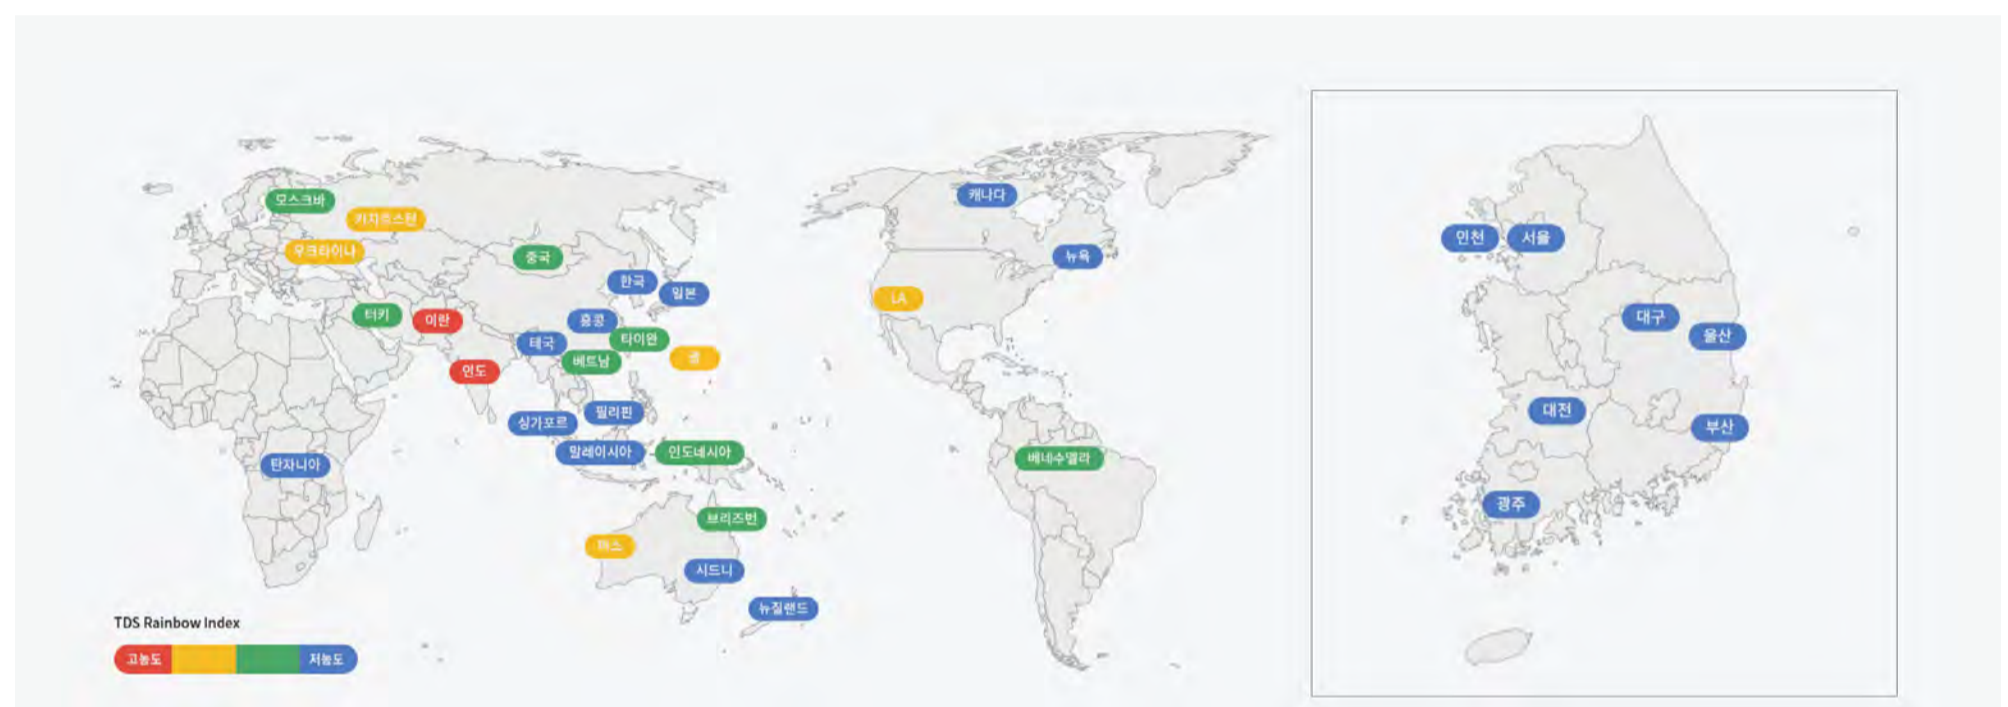 모스크바
카자흐스탄
우크라이나
중국
한국
일본
터키
이란
홍콩
태국
타이완
베트남
괌
인도
싱가포르
필리핀
말레이시아
인도네시아
탄자니아
브리즈번
퍼스
시드니
뉴질랜드
캐나다
뉴욕
LA
베네수엘라
인천
서울
대구
울산
대전
부산
광주
TDS Rainbow Index
고농도
저농도